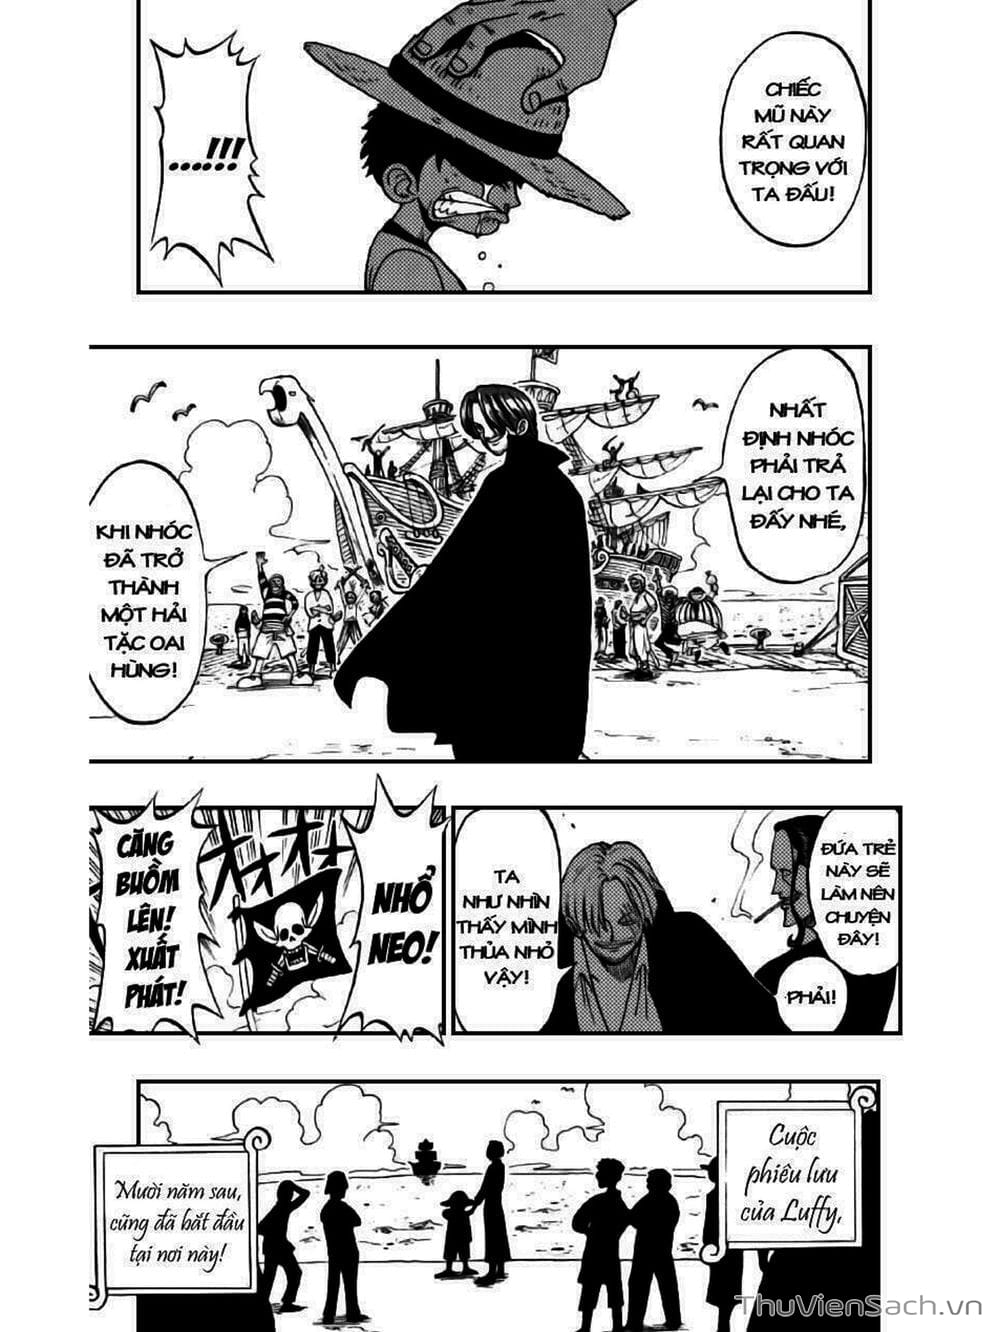 CHIẾC
MŨ NÀY
RẤT QUAN
TRỌNG VỚI
TA ĐẤU!
......!!!
NHẤT
ĐỊNH NHÓC
PHẢI TRẢ
LẠI CHO TA
ĐẤY NHÉ,
KHI NHÓC
ĐÃ TRỞ
THÀNH
MỘT HẢI
TẶC OAI
HÙNG!
ĐỨA TRẺ
NÀY SẼ
LÀM NÊN
CHUYỆN
ĐÂY!
PHẢI!
TA
NHƯ NHÌN
THẤY MÌNH
THỦA NHỎ
VẬY!
NHỔ
NEO!
オオ
CĂNG
BUỒM
LÊN!
XUẤT
PHÁT!
Cuộc
phiêu lưu
của Luffy,
Mười năm sau,
cũng đã bắt đầu
tại nơi này!
ThuVienSach.vn